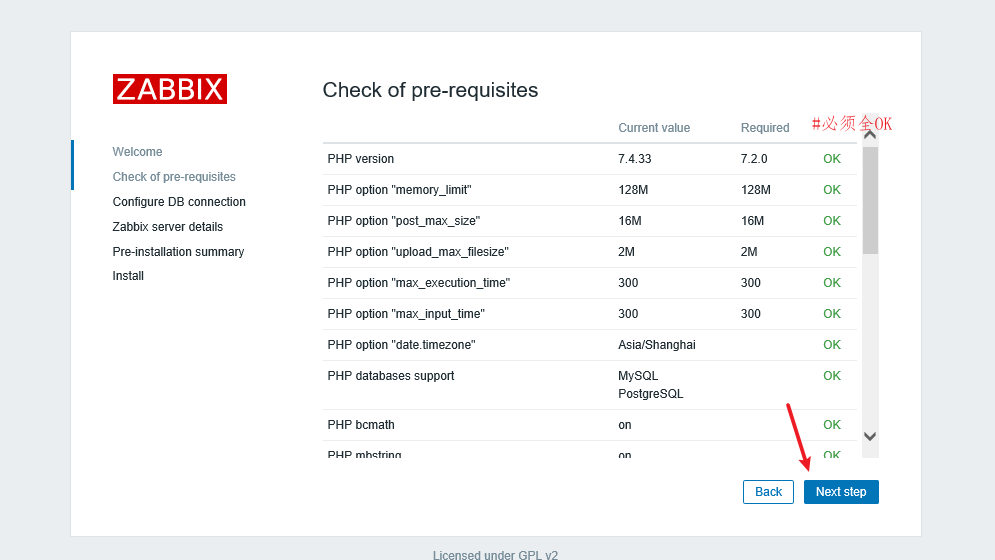 ZABBIX
Check of pre-requisites
Current value Required #必须全OK
Welcome
Check of pre-requisites
Configure DB connection
Zabbix server details
Pre-installation summary
Install
PHP version 7.4.33 7.2.0 OK
PHP option "memory_limit" 128M 128M OK
PHP option "post_max_size" 16M 16M OK
PHP option "upload_max_filesize" 2M 2M OK
PHP option "max_execution_time" 300 300 OK
PHP option "max_input_time" 300 300 OK
PHP option "date.timezone" Asia/Shanghai OK
PHP databases support MySQL OK
PostgreSQL
PHP bcmath on OK
PHP mbstring on OK
Back Next step
Licensed under GPL v2